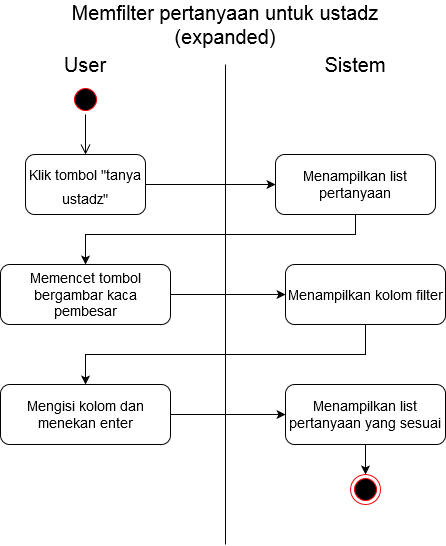 Memfilter pertanyaan untuk ustadz
(expanded)
User
Sistem
Klik tombol "tanya
ustadz"
Menampilkan list
pertanyaan
Memencet tombol
bergambar kaca
pembesar
Menampilkan kolom filter
Mengisi kolom dan
menekan enter
Menampilkan list
pertanyaan yang sesuai